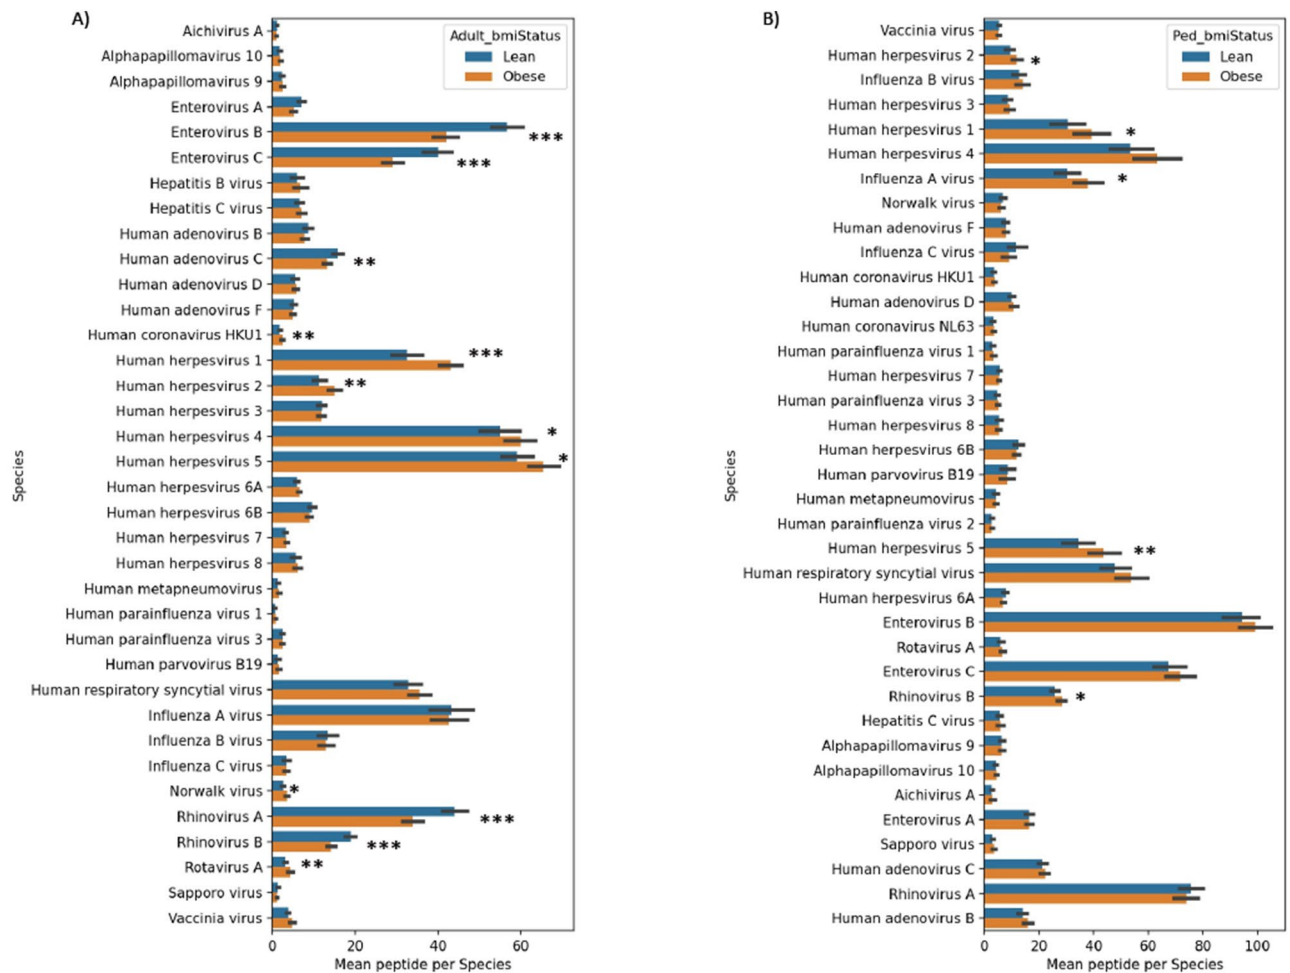 A)
Adult_bmiStatus
Lean
Obese
Species
Aichivirus A
Alphapapillomavirus 10
Alphapapillomavirus 9
Enterovirus A
Enterovirus B
***
Enterovirus C
***
Hepatitis B virus
Hepatitis C virus
Human adenovirus B
Human adenovirus C
**
Human adenovirus D
Human adenovirus F
Human coronavirus HKU1
**
Human herpesvirus 1
***
Human herpesvirus 2
**
Human herpesvirus 3
Human herpesvirus 4
*
Human herpesvirus 5
*
Human herpesvirus 6A
Human herpesvirus 6B
Human herpesvirus 7
Human herpesvirus 8
Human metapneumovirus
Human parainfluenza virus 1
Human parainfluenza virus 3
Human parvovirus B19
Human respiratory syncytial virus
Influenza A virus
Influenza B virus
Influenza C virus
Norwalk virus
*
Rhinovirus A
***
Rhinovirus B
***
Rotavirus A
**
Sapporo virus
Vaccinia virus
0 20 40 60
Mean peptide per Species
B)
Ped_bmiStatus
Lean
Obese
Species
Vaccinia virus
Human herpesvirus 2
*
Influenza B virus
Human herpesvirus 3
Human herpesvirus 1
*
Human herpesvirus 4
Influenza A virus
*
Norwalk virus
Human adenovirus F
Influenza C virus
Human coronavirus HKU1
Human adenovirus D
Human coronavirus NL63
Human parainfluenza virus 1
Human herpesvirus 7
Human parainfluenza virus 3
Human herpesvirus 8
Human herpesvirus 6B
Human parvovirus B19
Human metapneumovirus
Human parainfluenza virus 2
Human herpesvirus 5
**
Human respiratory syncytial virus
Human herpesvirus 6A
Enterovirus B
Rotavirus A
Enterovirus C
Rhinovirus B
*
Hepatitis C virus
Alphapapillomavirus 9
Alphapapillomavirus 10
Aichivirus A
Enterovirus A
Sapporo virus
Human adenovirus C
Rhinovirus A
Human adenovirus B
0 20 40 60 80 100
Mean peptide per Species